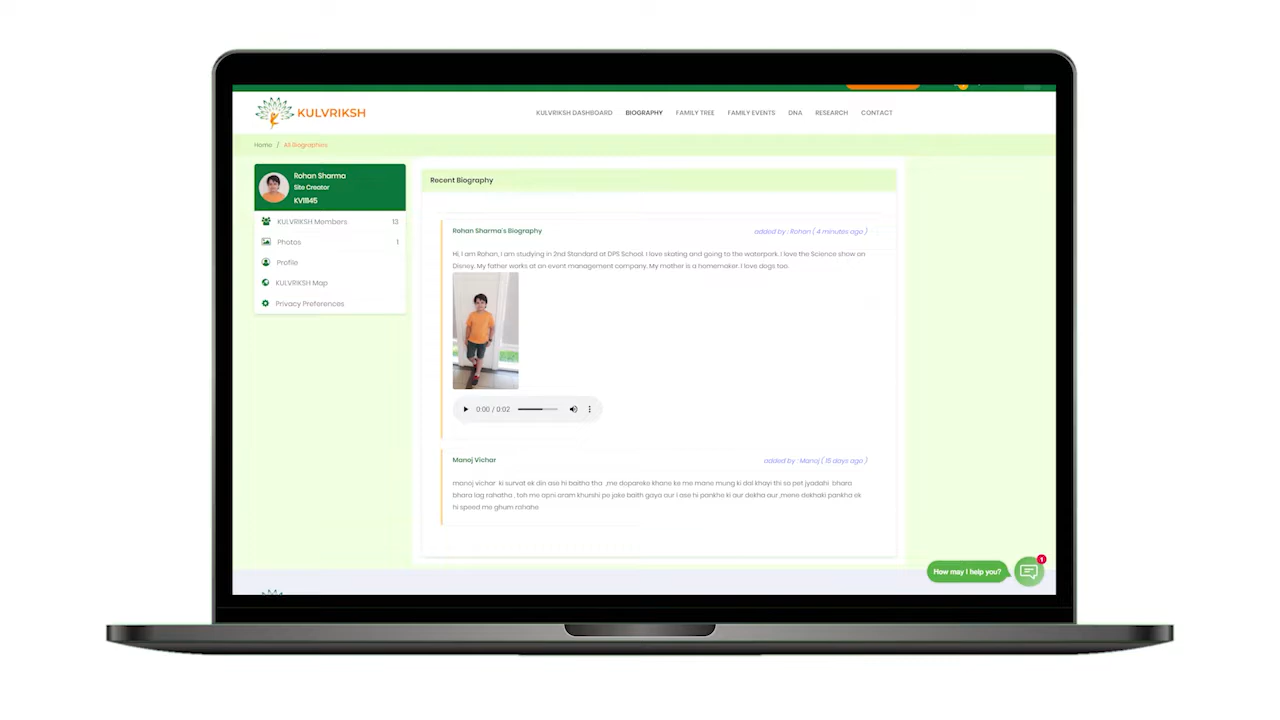 KULVRIKSH
KULVRIKSH DASHBOARD BIOGRAPHY FAMILY TREE FAMILY EVENTS DNA RESEARCH CONTACT
Home / All Biographies
Rohan Sharma
Site Creator
KV11845
KULVRIKSH Members 13
Photos 1
Profile
KULVRIKSH Map
Privacy Preferences
Recent Biography
Rohan Sharma's Biography added by : Rohan ( 4 minutes ago )
Hi, I am Rohan, I am studying in 2nd Standard at DPS School. I love skating and going to the waterpark. I love the Science show on
Disney. My father works at an event management company. My mother is a homemaker. I love dogs too.
0:00 / 0:02
Manoj Vichar added by : Manoj ( 15 days ago )
manoj vichar ki survat ek din ase hi baitha tha ,me dopareke khane ke me mane mung ki dal khayi thi so pet jyadahi bhara
bhara lag rahatha , toh me apni aram khurshi pe jake baith gaya aur i ase hi pankhe ki aur dekha aur ,mene dekhaki pankha ek
hi speed me ghum rahahe
How may I help you?
1